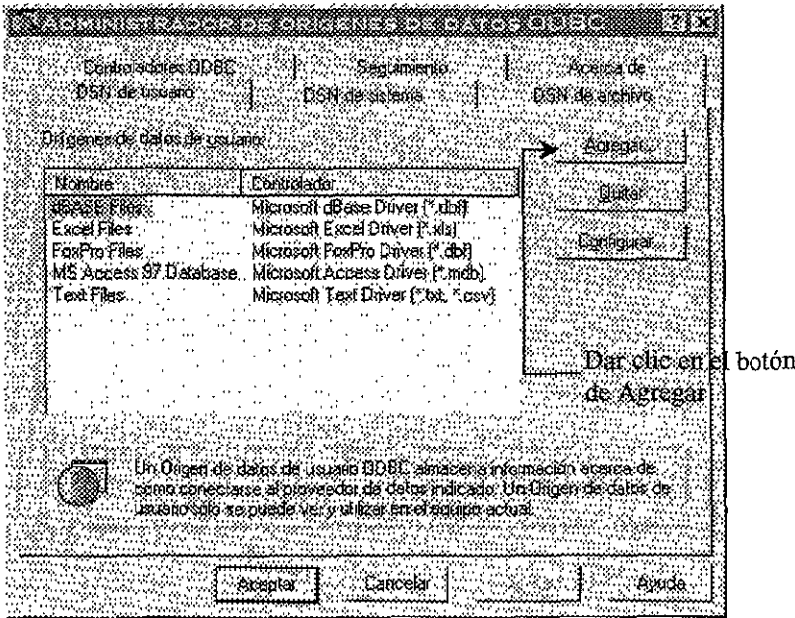 ADMINISTRADOR DE ORÍGENES DE DATOS ODBC
Controladores ODBC Seguimiento Acerca de
DSN de usuario DSN de sistema DSN de archivo
Orígenes de datos de usuario:
Agregar...
Nombre Controlador
dBASE Files Microsoft dBase Driver (*.dbf)
Quitar
Excel Files Microsoft Excel Driver (*.xls)
FoxPro Files Microsoft FoxPro Driver (*.dbf)
Configurar...
MS Access 97 Database Microsoft Access Driver (*.mdb)
Text Files Microsoft Text Driver (*.txt, *.csv)
Dar clic en el botón
de Agregar
Un Origen de datos de usuario ODBC almacena información acerca de
como conectarse al proveedor de datos indicado. Un Origen de datos de
usuario sólo se puede ver y utilizar en el equipo actual.
Aceptar Cancelar Ayuda